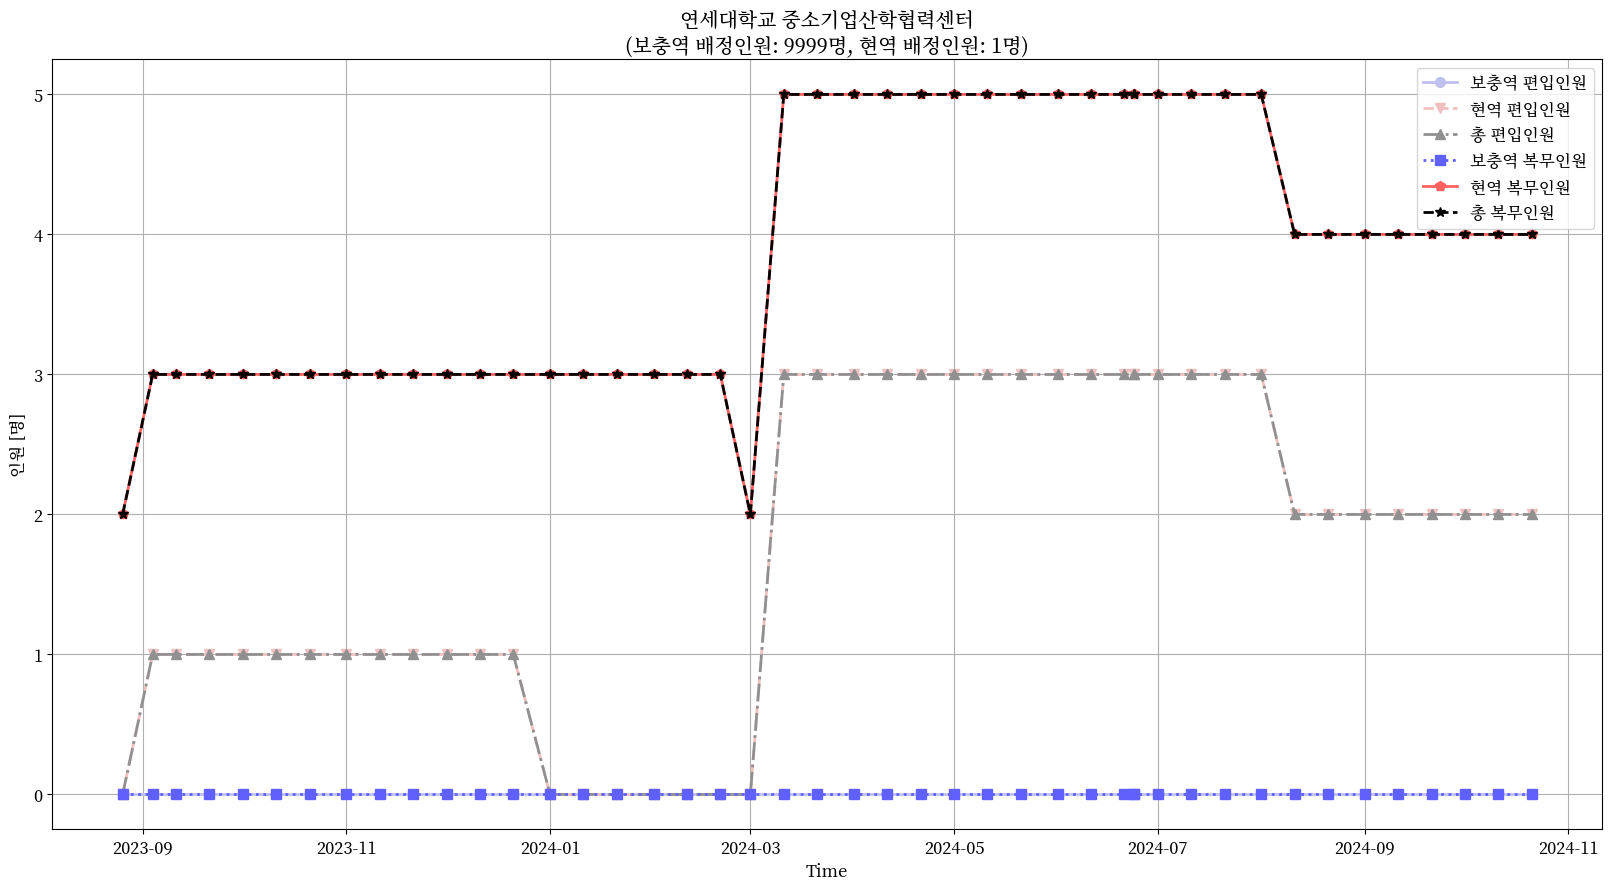 연세대학교 중소기업산학협력센터
(보충역 배정인원: 9999명, 현역 배정인원: 1명)
보충역 편입인원
현역 편입인원
총 편입인원
보충역 복무인원
현역 복무인원
총 복무인원
인원 [명]
5
4
3
2
1
0
2023-09
2023-11
2024-01
2024-03
2024-05
2024-07
2024-09
2024-11
Time